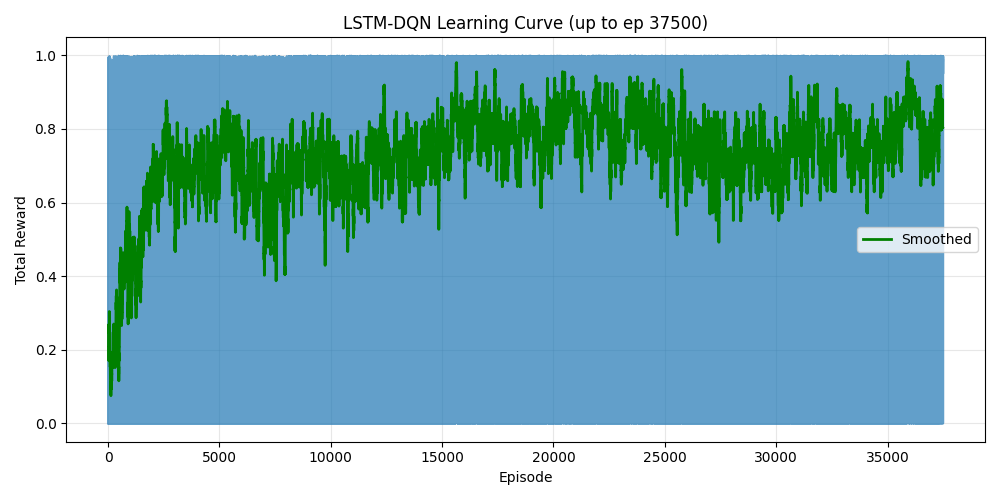 LSTM-DQN Learning Curve (up to ep 37500)
Total Reward
1.0
0.8
0.6
0.4
0.2
0.0
Smoothed
0 5000 10000 15000 20000 25000 30000 35000
Episode